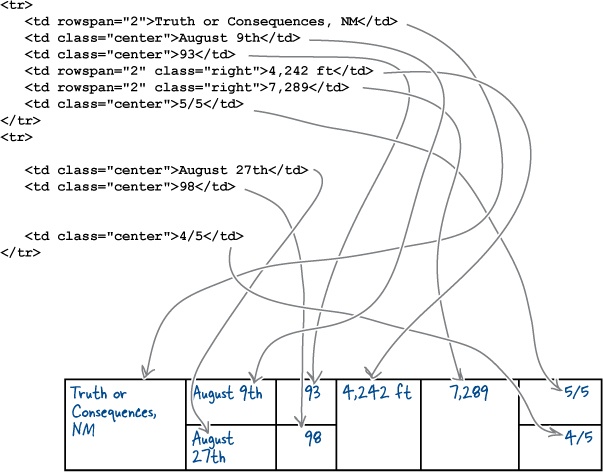 <tr>
<td rowspan="2">Truth or Consequences, NM</td>
<td class="center">August 9th</td>
<td class="center">93</td>
<td rowspan="2" class="right">4,242 ft</td>
<td rowspan="2" class="right">7,289</td>
<td class="center">5/5</td>
</tr>
<tr>
<td class="center">August 27th</td>
<td class="center">98</td>
<td class="center">4/5</td>
</tr>
Truth or
Consequences,
NM
August 9th
93
4,242 ft
7,289
5/5
August
27th
98
4/5